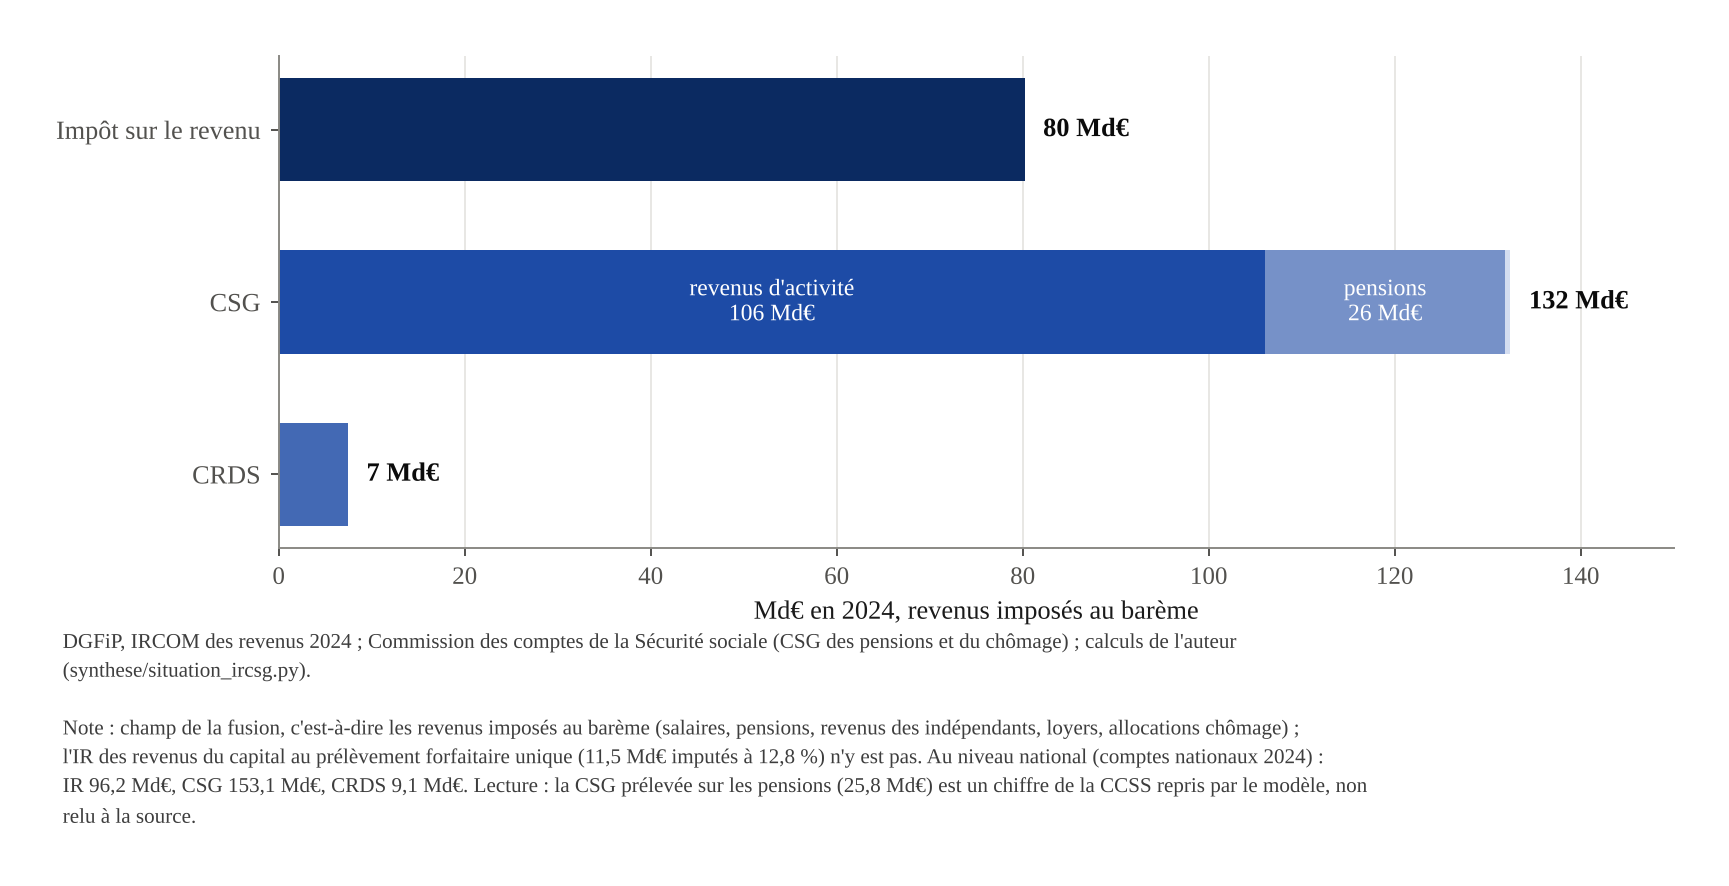 Impôt sur le revenu
80 Md€
revenus d'activité
106 Md€
pensions
26 Md€
CSG
132 Md€
CRDS
7 Md€
0 20 40 60 80 100 120 140
Md€ en 2024, revenus imposés au barème
DGFiP, IRCOM des revenus 2024 ; Commission des comptes de la Sécurité sociale (CSG des pensions et du chômage) ; calculs de l'auteur
(synthese/situation_ircsg.py).
Note : champ de la fusion, c'est-à-dire les revenus imposés au barème (salaires, pensions, revenus des indépendants, loyers, allocations chômage) ;
l'IR des revenus du capital au prélèvement forfaitaire unique (11,5 Md€ imputés à 12,8 %) n'y est pas. Au niveau national (comptes nationaux 2024) :
IR 96,2 Md€, CSG 153,1 Md€, CRDS 9,1 Md€. Lecture : la CSG prélevée sur les pensions (25,8 Md€) est un chiffre de la CCSS repris par le modèle, non
relu à la source.